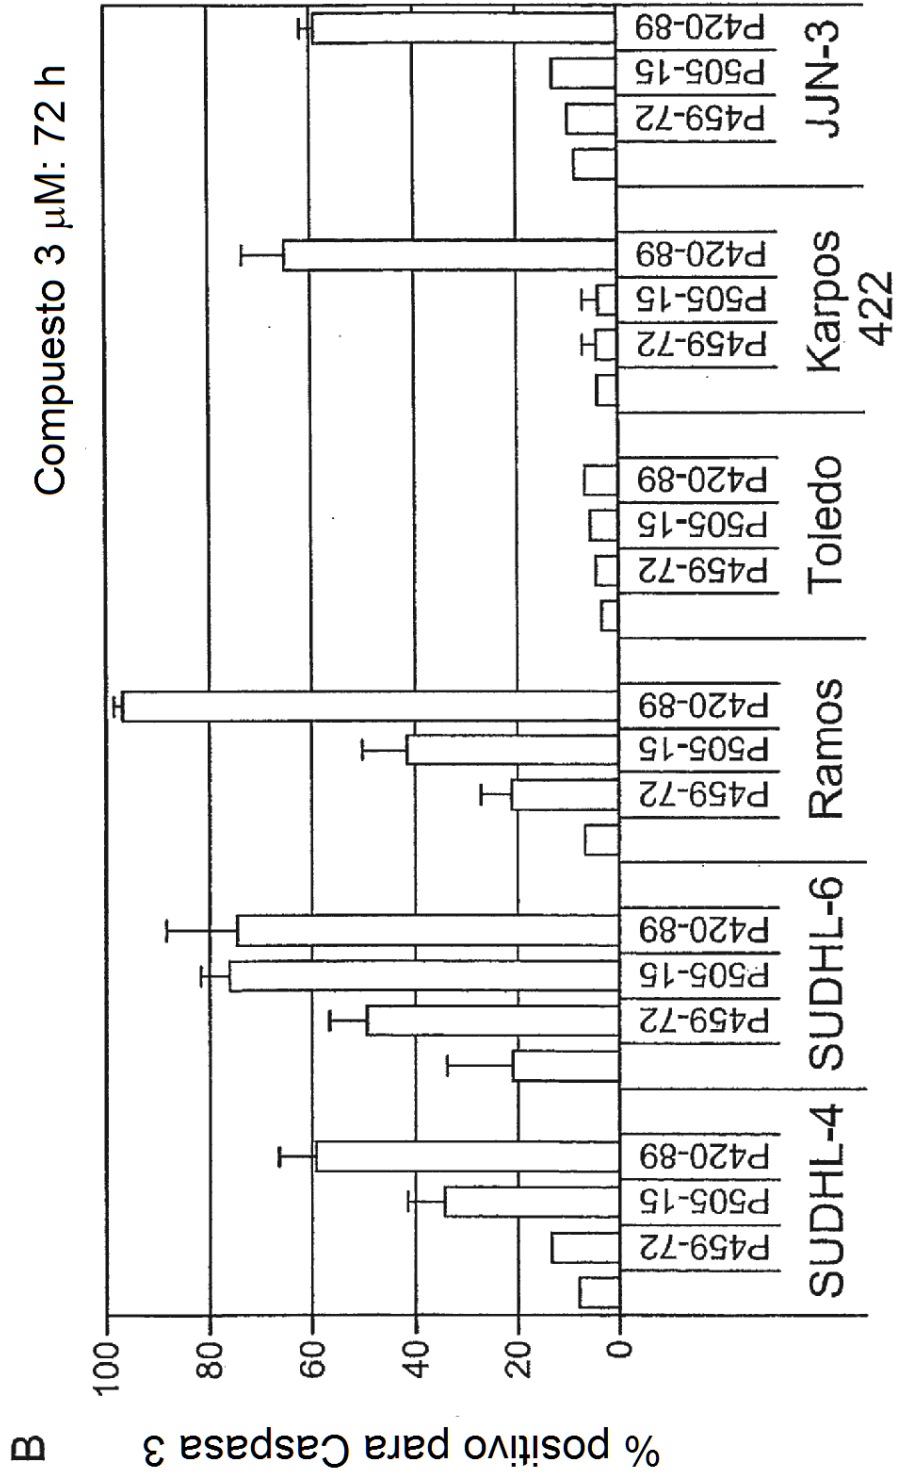 B
Compuesto 3 μM: 72 h
% positivo para Caspasa 3
100
80
60
40
20
0
P459-72
P505-15
P420-89
P459-72
P505-15
P420-89
P459-72
P505-15
P420-89
P459-72
P505-15
P420-89
P459-72
P505-15
P420-89
P459-72
P505-15
P420-89
SUDHL-4
SUDHL-6
Ramos
Toledo
Karpos
422
JJN-3